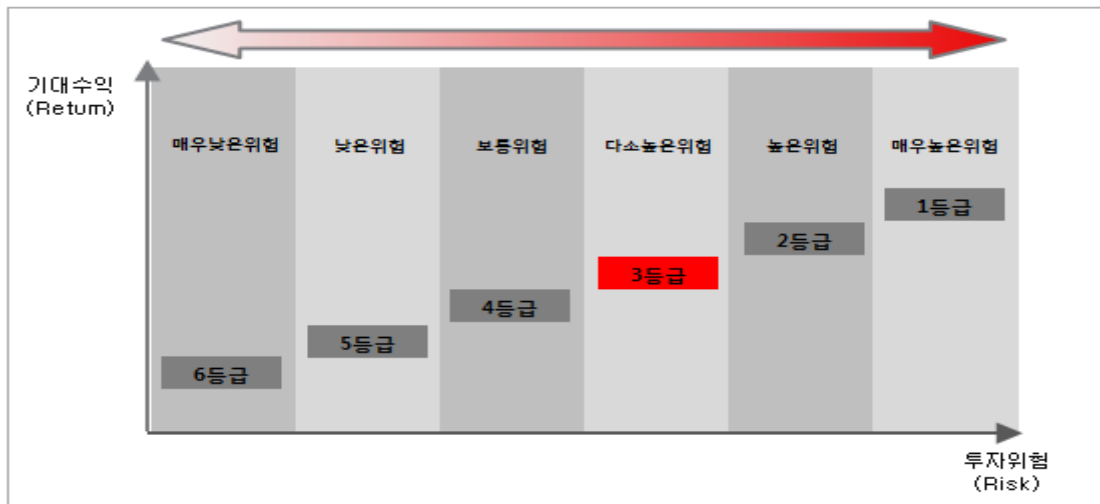 기대수익
(Retum)
매우낮은위험
낮은위험
보통위험
다소높은위험
높은위험
매우높은위험
1등급
2등급
3등급
4등급
5등급
6등급
투자위험
(Risk)